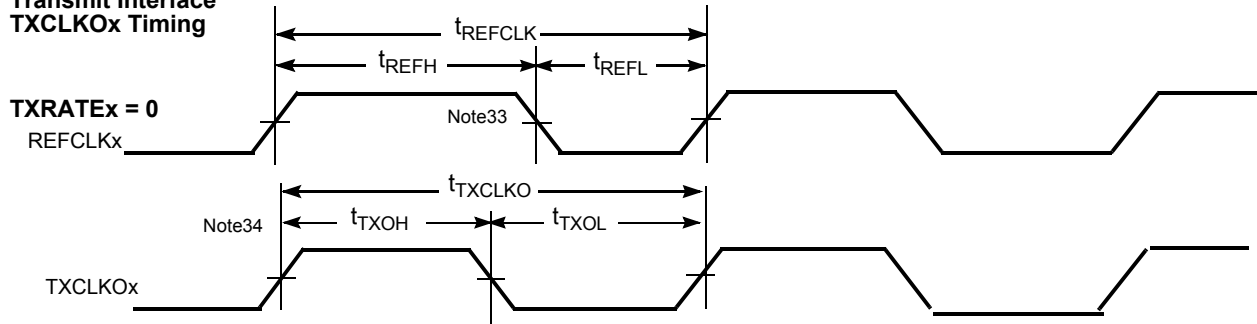 Transmit Interface
TXCLKOx Timing
tREFCLK
tREFH
tREFL
TXRATEx = 0
Note33
REFCLKx
tTXCLKO
Note34
tTXOH
tTXOL
TXCLKOx